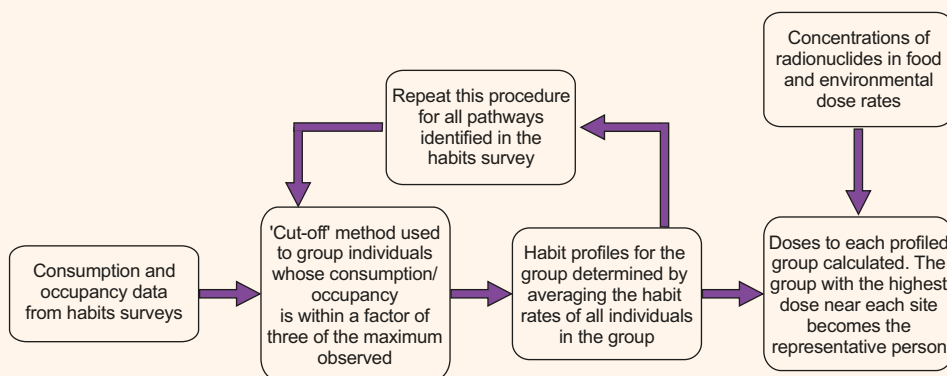 Concentrations of
radionuclides in food
and environmental
dose rates
Repeat this procedure
for all pathways
identified in the
habits survey
Consumption and
occupancy data
from habits surveys
'Cut-off' method used
to group individuals
whose consumption/
occupancy
is within a factor of
three of the maximum
observed
Habit profiles for the
group determined by
averaging the habit
rates of all individuals
in the group
Doses to each profiled
group calculated. The
group with the highest
dose near each site
becomes the
representative person